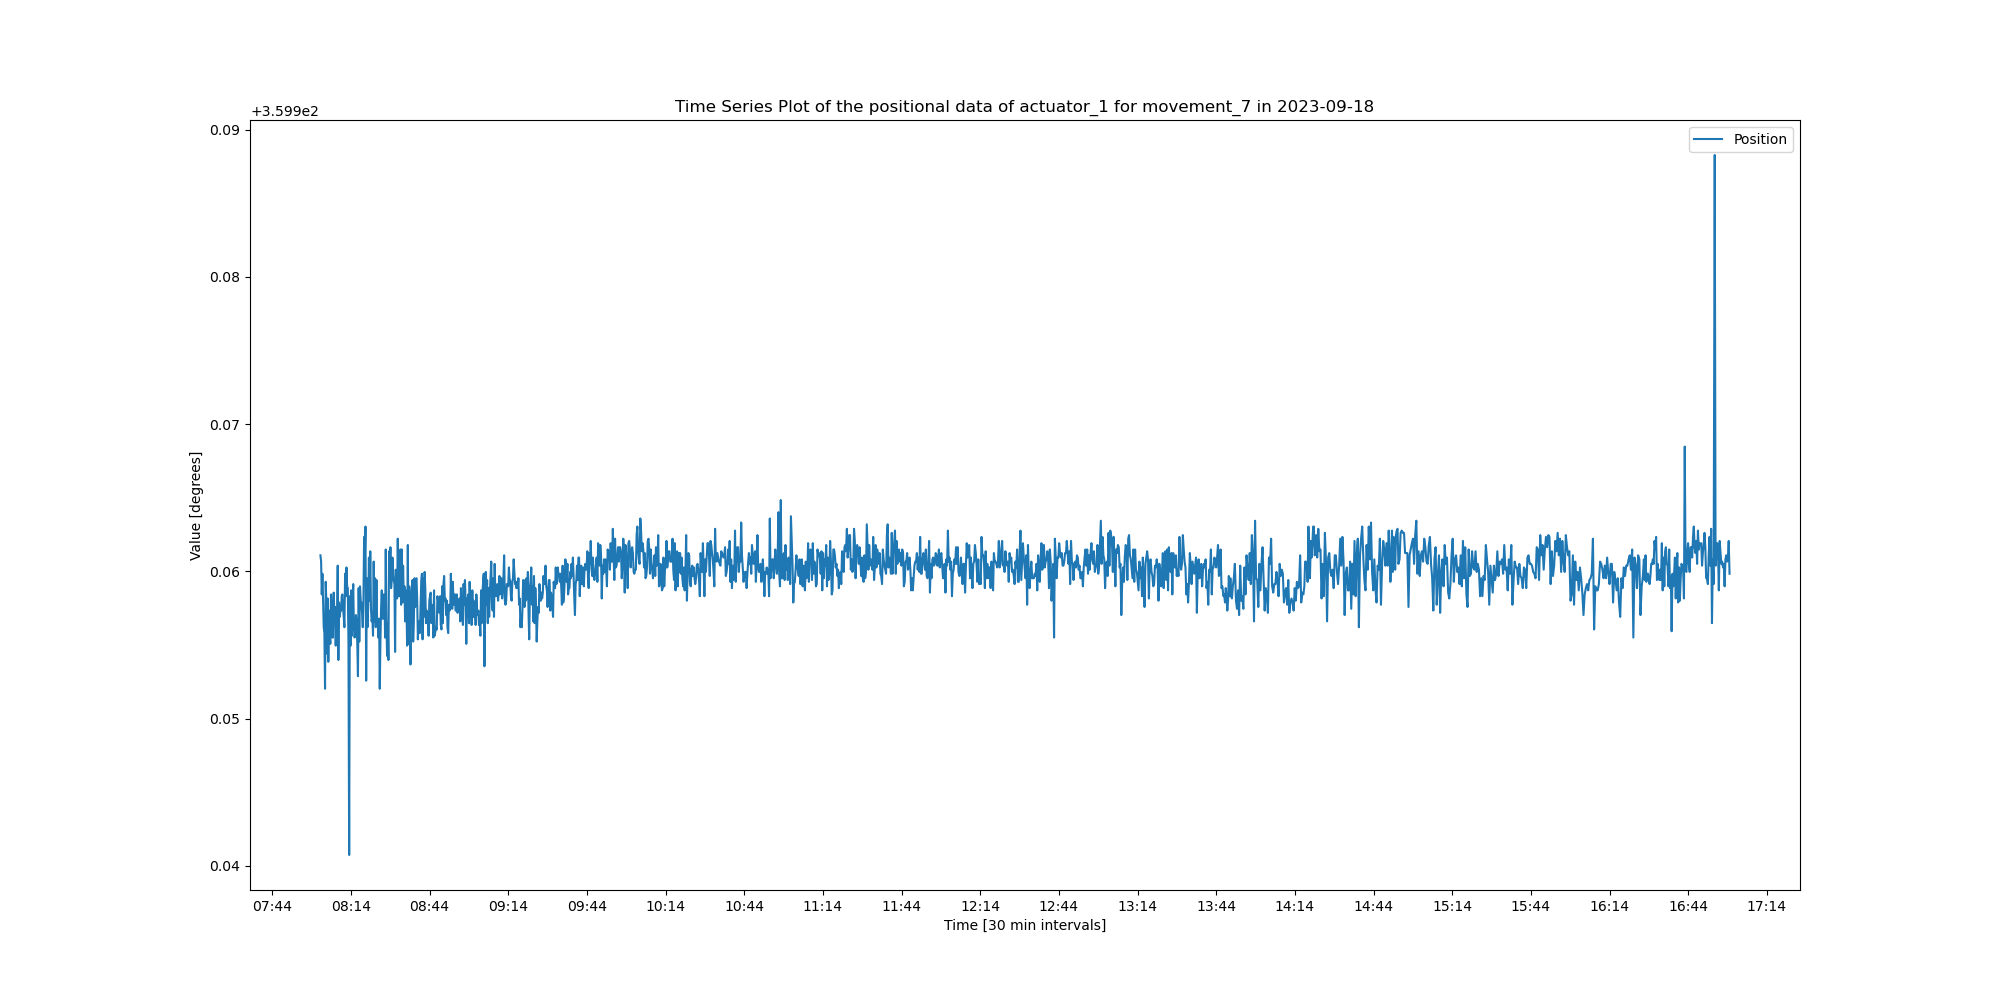 Time Series Plot of the positional data of actuator_1 for movement_7 in 2023-09-18
+3.599e2
Position
0.09
0.08
0.07
0.06
0.05
0.04
Value [degrees]
07:44 08:14 08:44 09:14 09:44 10:14 10:44 11:14 11:44 12:14 12:44 13:14 13:44 14:14 14:44 15:14 15:44 16:14 16:44 17:14
Time [30 min intervals]